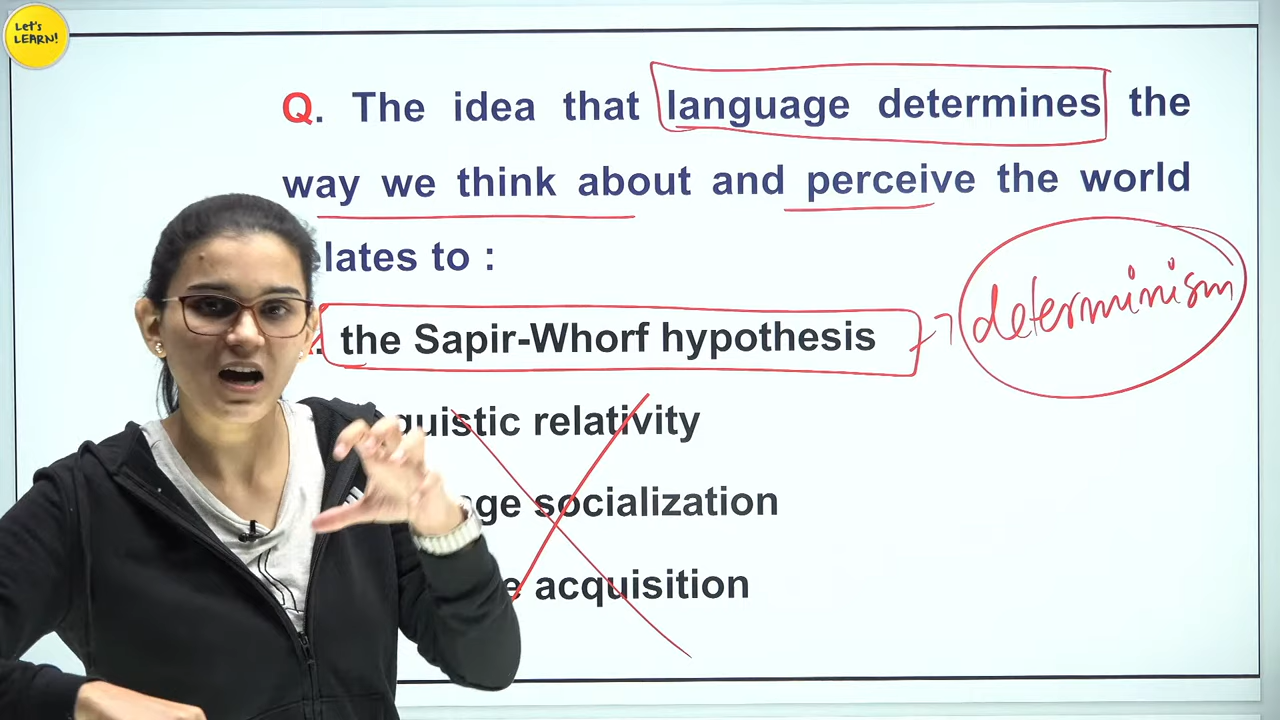 Let's
LEARN!
Q. The idea that language determines the
way we think about and perceive the world
elates to :
the Sapir-Whorf hypothesis
determinism
guistic relativity
ge socialization
e acquisition